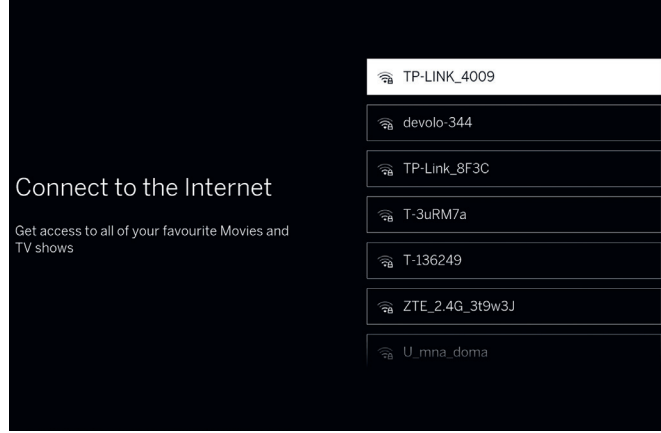 Connect to the Internet
Get access to all of your favourite Movies and
TV shows
TP-LINK_4009
devolo-344
TP-Link_8F3C
T-3uRM7a
T-136249
ZTE_2.4G_3t9w3J
U_mna_doma